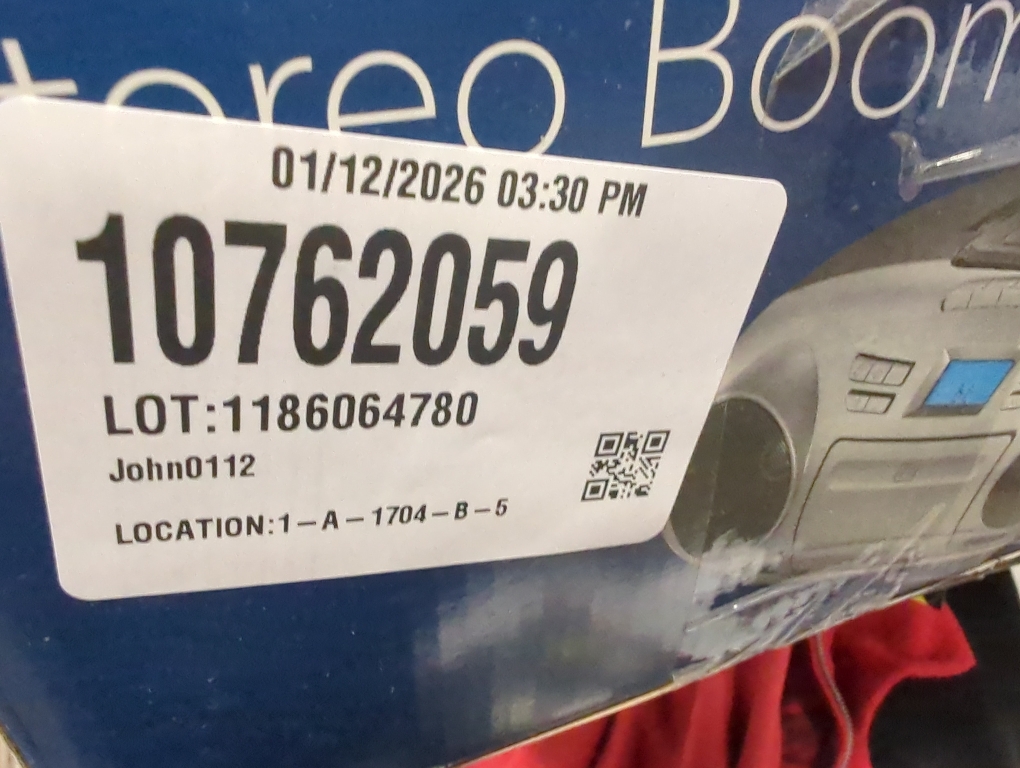 tereo Boom
01/12/2026 03:30 PM
10762059
LOT:1186064780
John0112
LOCATION:1-A-1704-B-5